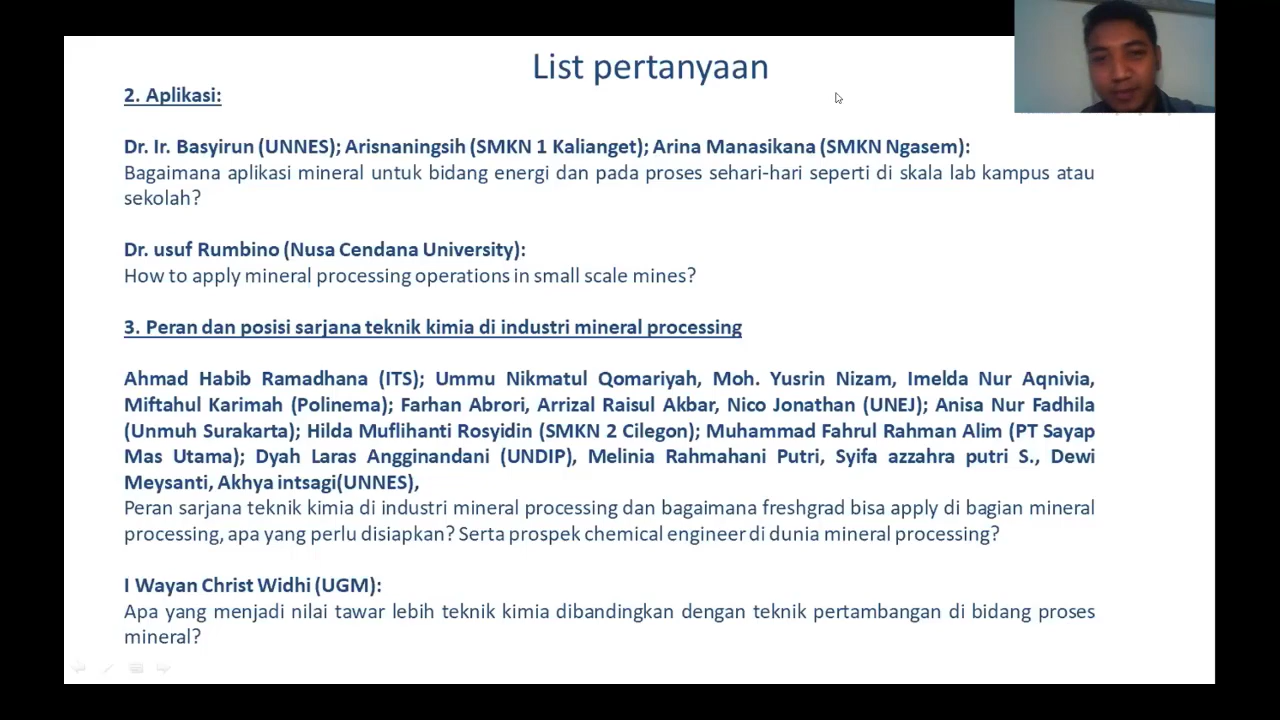 List pertanyaan
2. Aplikasi:
Dr. Ir. Basyirun (UNNES); Arisnaningsih (SMKN 1 Kalianget); Arina Manasikana (SMKN Ngasem):
Bagaimana aplikasi mineral untuk bidang energi dan pada proses sehari-hari seperti di skala lab kampus atau
sekolah?
Dr. usuf Rumbino (Nusa Cendana University):
How to apply mineral processing operations in small scale mines?
3. Peran dan posisi sarjana teknik kimia di industri mineral processing
Ahmad Habib Ramadhana (ITS); Ummu Nikmatul Qomariyah, Moh. Yusrin Nizam, Imelda Nur Aqnivia,
Miftahul Karimah (Polinema); Farhan Abrori, Arrizal Raisul Akbar, Nico Jonathan (UNEJ); Anisa Nur Fadhila
(Unmuh Surakarta); Hilda Muflihanti Rosyidin (SMKN 2 Cilegon); Muhammad Fahrul Rahman Alim (PT Sayap
Mas Utama); Dyah Laras Angginandani (UNDIP), Melinia Rahmahani Putri, Syifa azzahra putri S., Dewi
Meysanti, Akhya intsagi(UNNES),
Peran sarjana teknik kimia di industri mineral processing dan bagaimana freshgrad bisa apply di bagian mineral
processing, apa yang perlu disiapkan? Serta prospek chemical engineer di dunia mineral processing?
I Wayan Christ Widhi (UGM):
Apa yang menjadi nilai tawar lebih teknik kimia dibandingkan dengan teknik pertambangan di bidang proses
mineral?